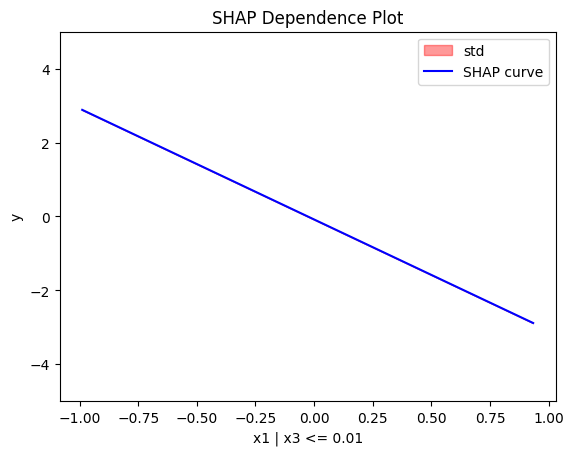 SHAP Dependence Plot
std
SHAP curve
4
2
0
−2
−4
y
−1.00 −0.75 −0.50 −0.25 0.00 0.25 0.50 0.75 1.00
x1 | x3 <= 0.01